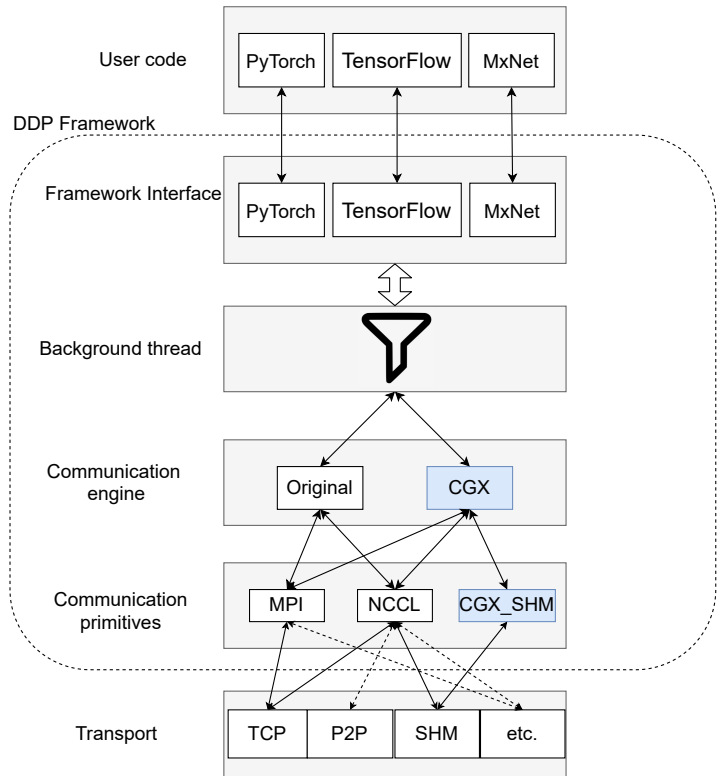 User code
PyTorch TensorFlow MxNet
DDP Framework
Framework Interface
PyTorch TensorFlow MxNet
Background thread
Communication
engine
Original CGX
Communication
primitives
MPI NCCL CGX_SHM
Transport
TCP P2P SHM etc.